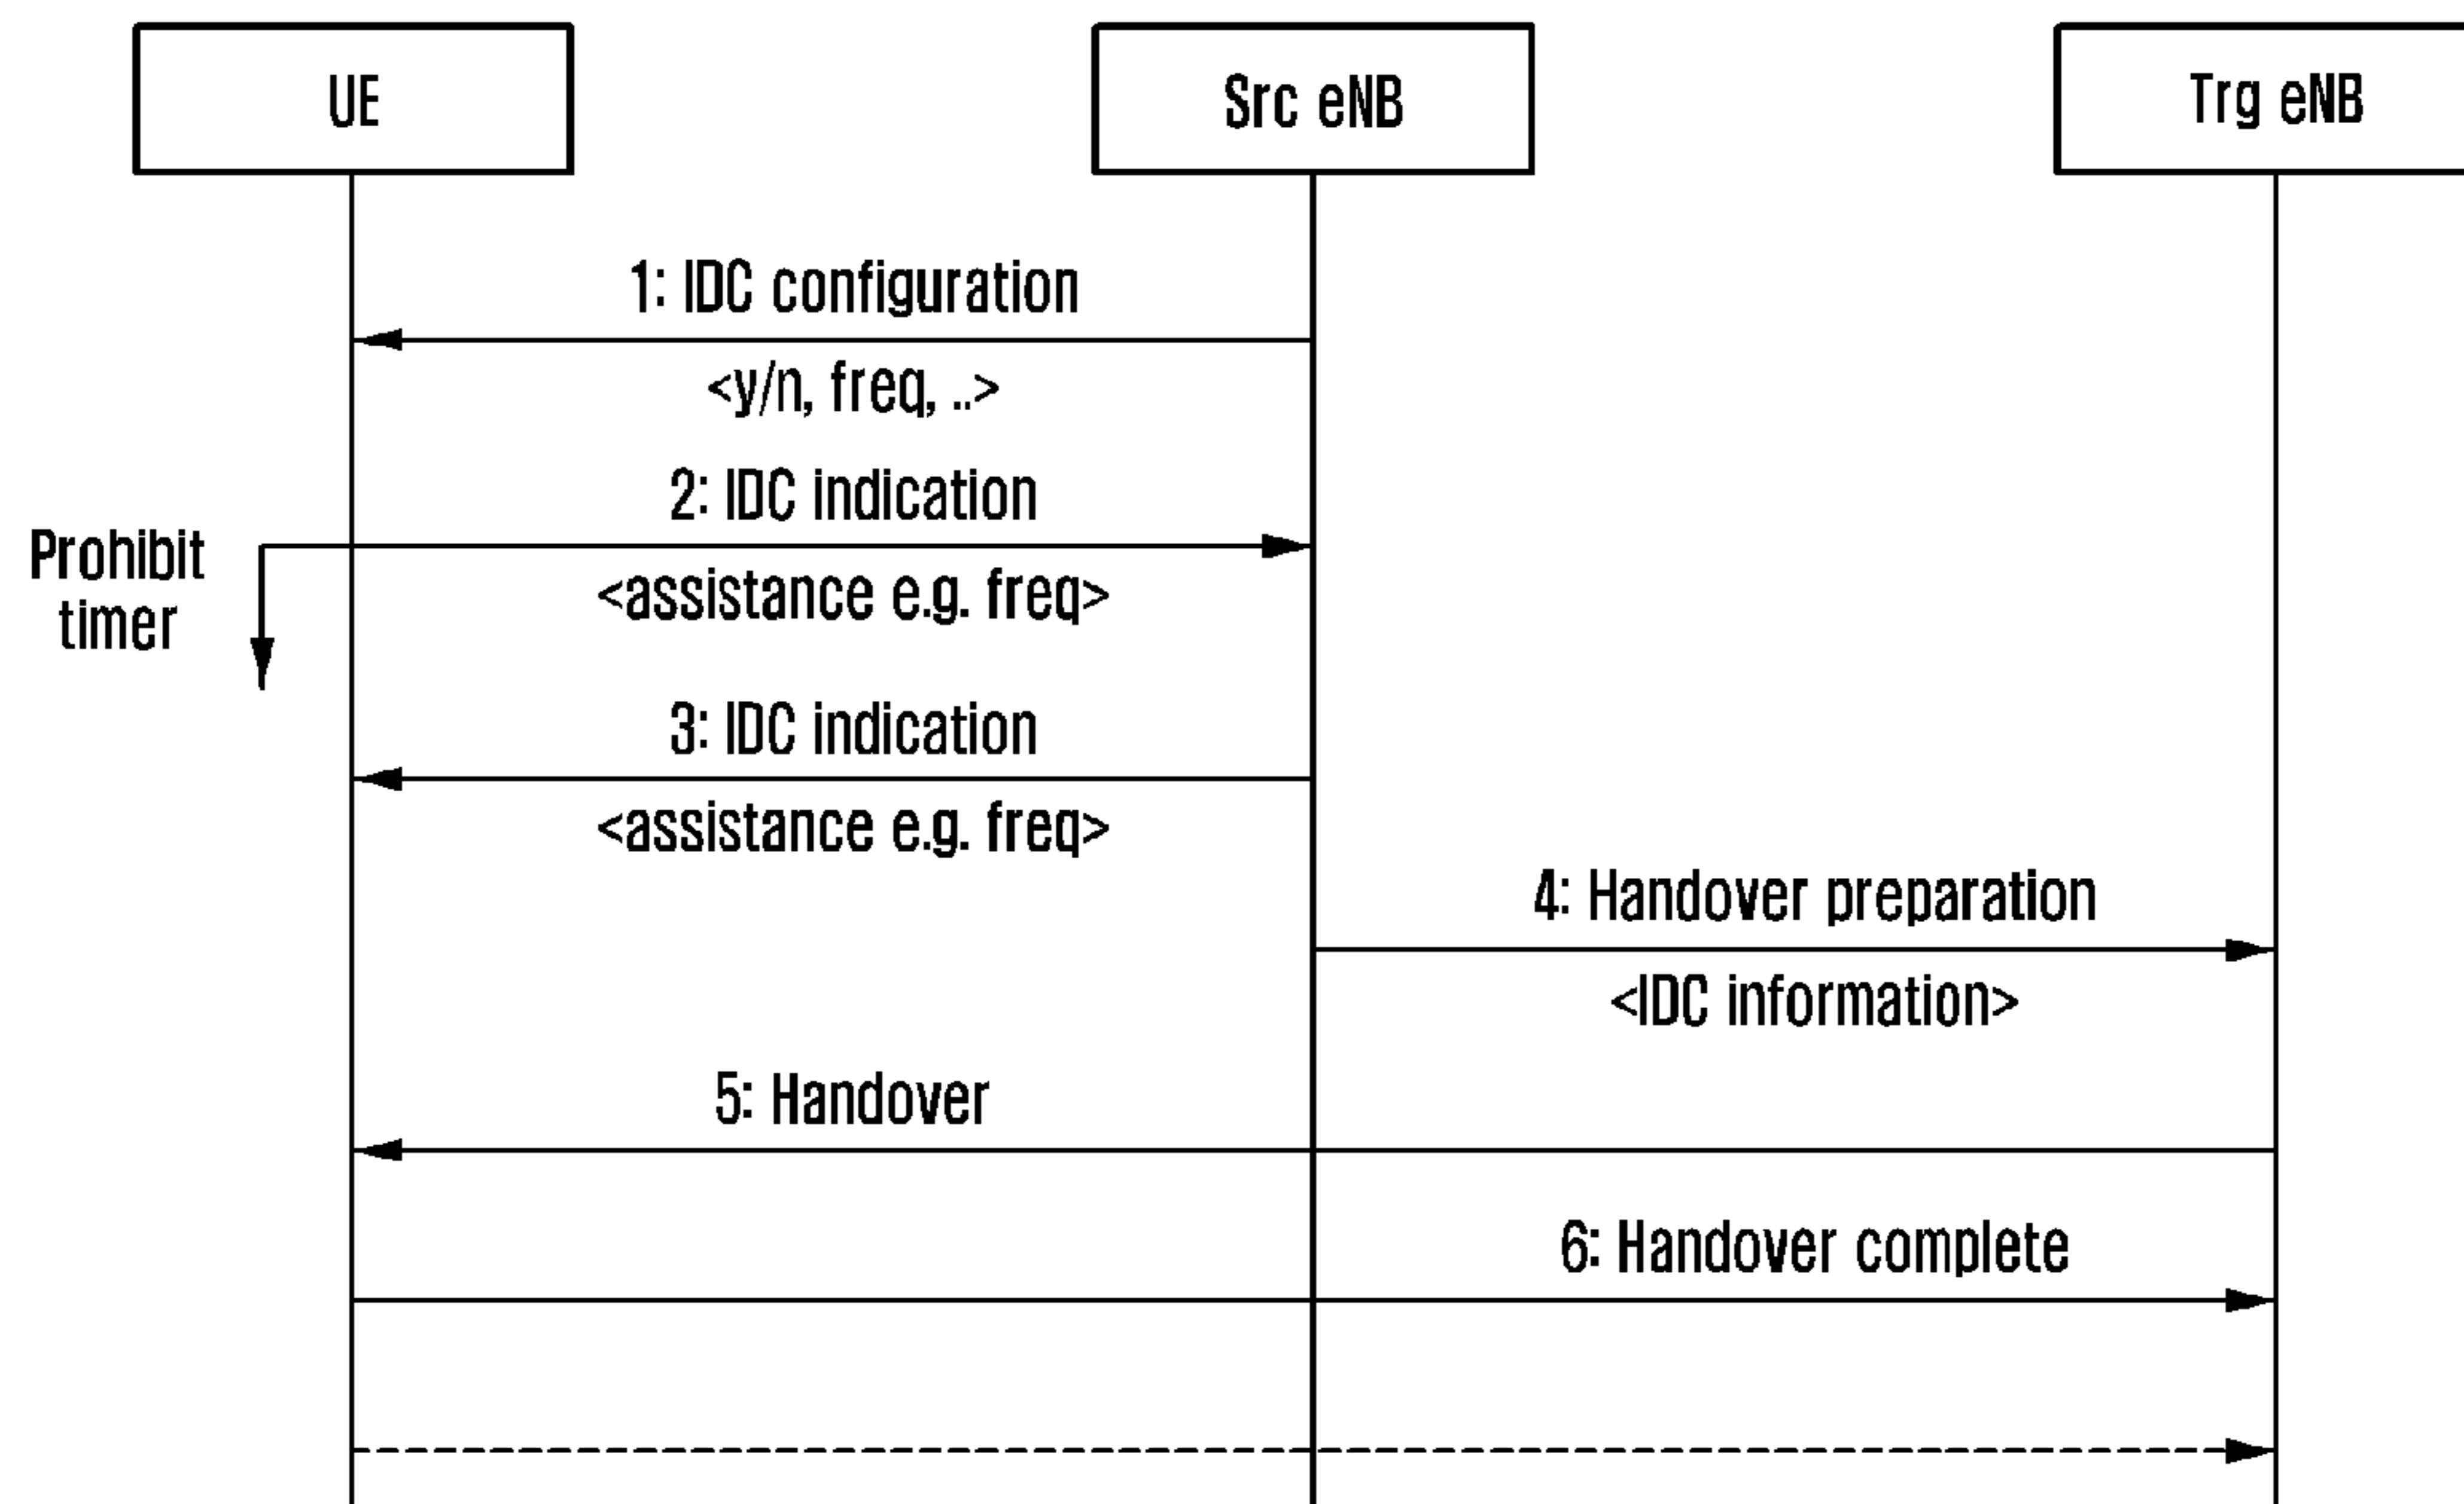 UE
Src eNB
Trg eNB
1: IDC configuration
<y/n, freq, ..>
2: IDC indication
Prohibit
timer
<assistance e.g. freq>
3: IDC indication
<assistance e.g. freq>
4: Handover preparation
<IDC information>
5: Handover
6: Handover complete